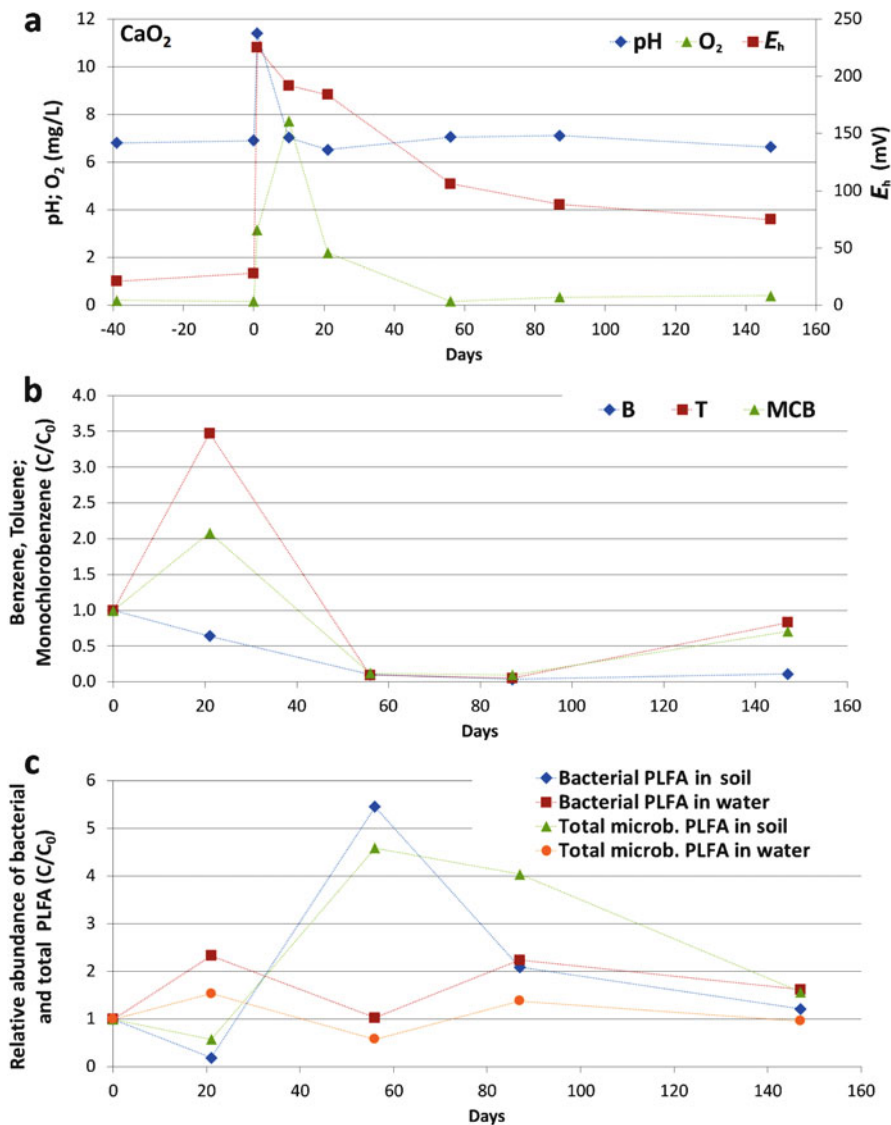 a
CaO2
pH O2 Eh
12
10
8
6
4
2
0
pH; O2 (mg/L)
250
200
150
100
50
0
Eh (mV)
-40 -20 0 20 40 60 80 100 120 140 160
Days
b
B T MCB
4.0
3.5
3.0
2.5
2.0
1.5
1.0
0.5
0.0
Benzene, Toluene;
Monochlorobenzene (C/C0)
0 20 40 60 80 100 120 140 160
Days
c
Bacterial PLFA in soil
Bacterial PLFA in water
Total microb. PLFA in soil
Total microb. PLFA in water
6
5
4
3
2
1
0
Relative abundance of bacterial
and total PLFA (C/C0)
0 20 40 60 80 100 120 140 160
Days